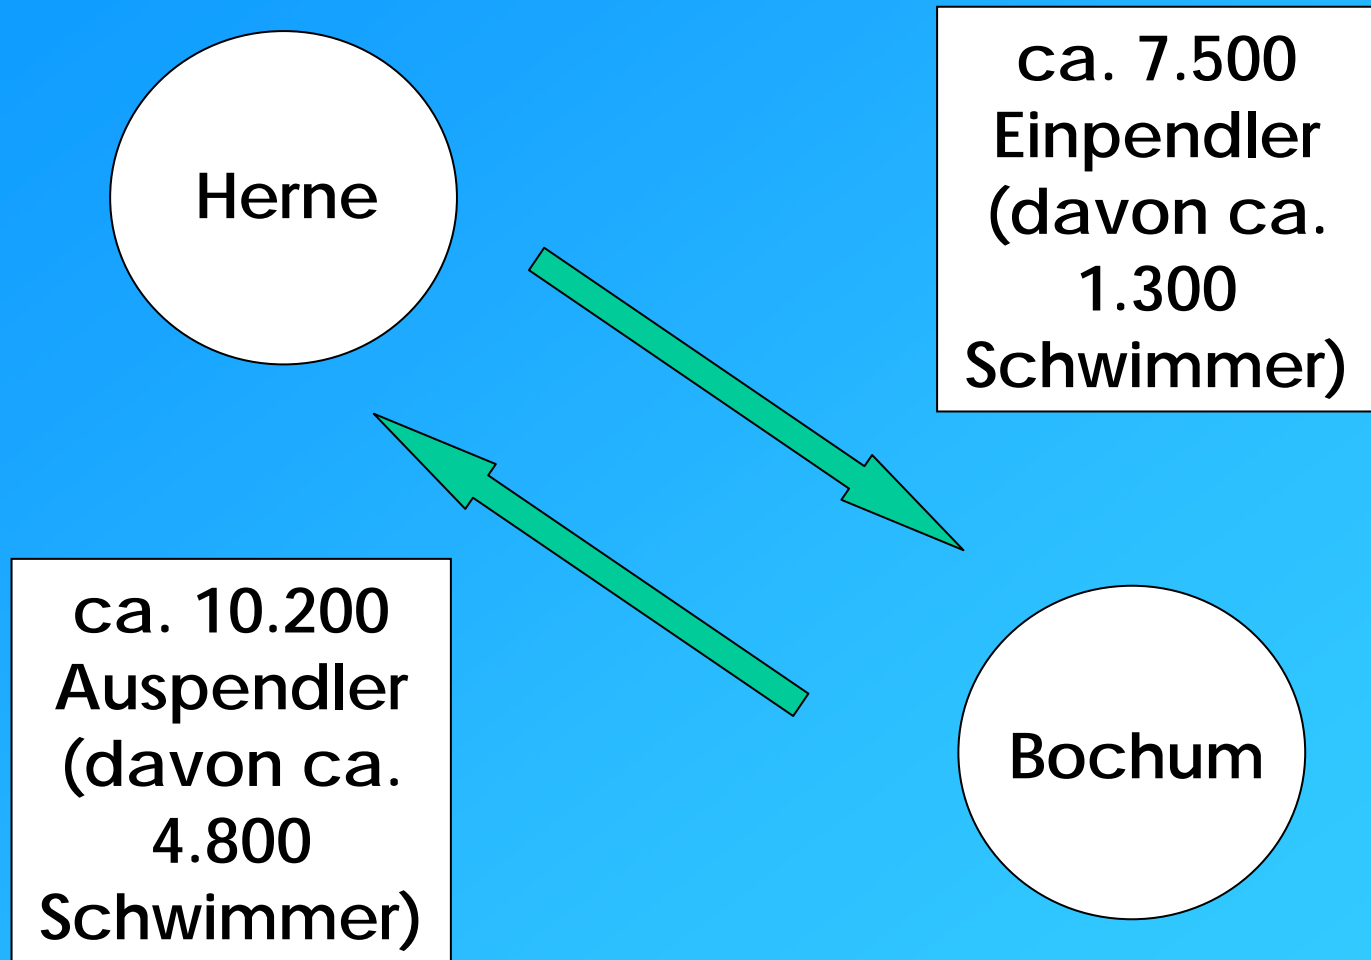 Herne
ca. 7.500
Einpendler
(davon ca.
1.300
Schwimmer)
ca. 10.200
Auspendler
(davon ca.
4.800
Schwimmer)
Bochum